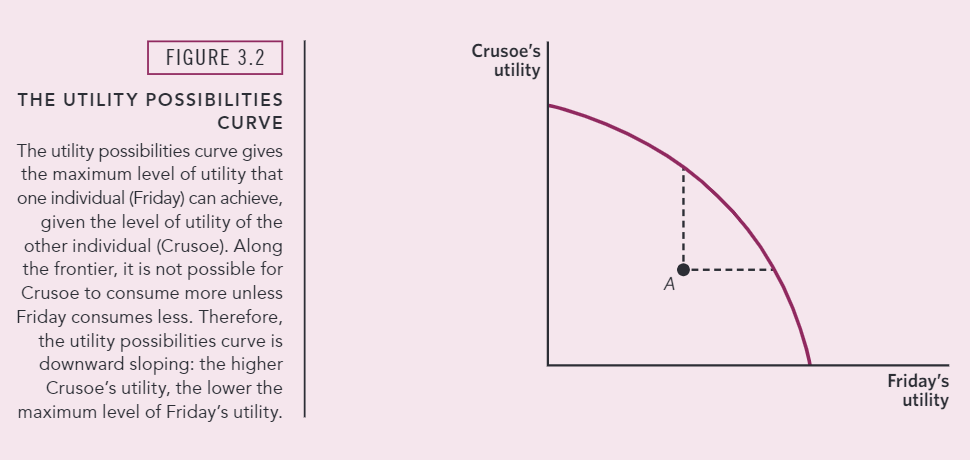 FIGURE 3.2
THE UTILITY POSSIBILITIES
CURVE
The utility possibilities curve gives
the maximum level of utility that
one individual (Friday) can achieve,
given the level of utility of the
other individual (Crusoe). Along
the frontier, it is not possible for
Crusoe to consume more unless
Friday consumes less. Therefore,
the utility possibilities curve is
downward sloping: the higher
Crusoe's utility, the lower the
maximum level of Friday's utility.
Crusoe's
utility
A
Friday's
utility